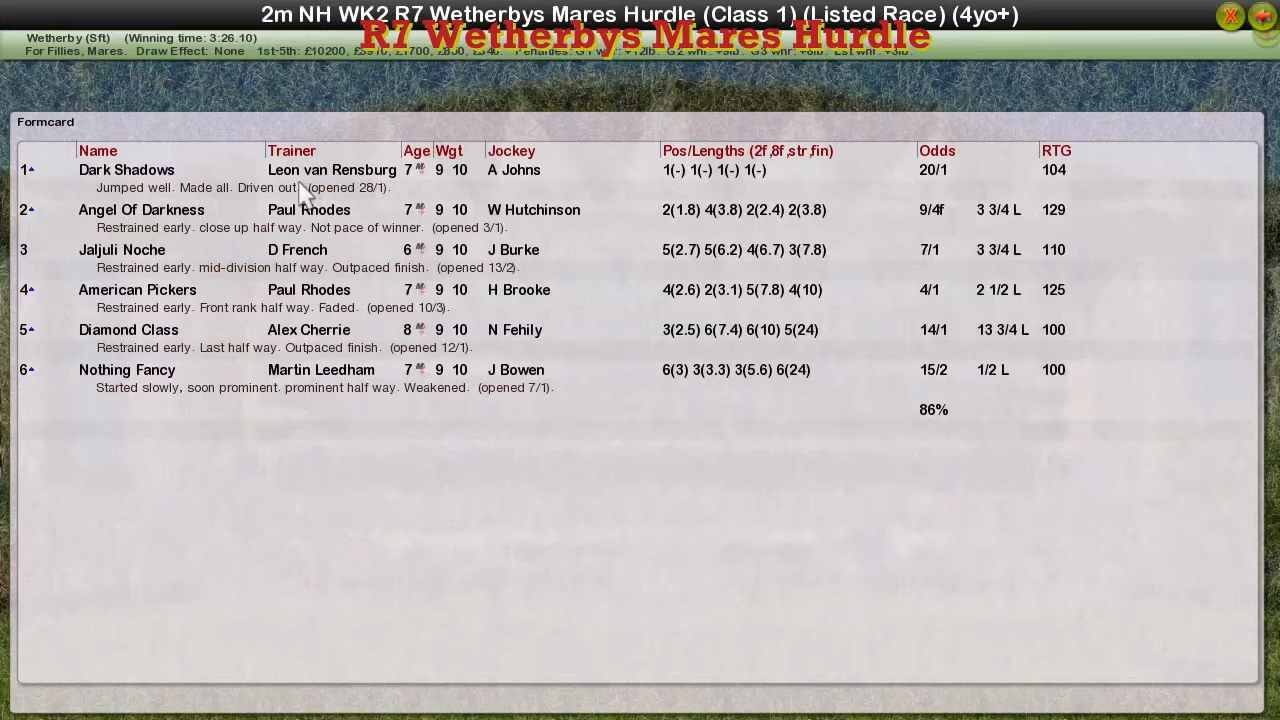 2m NH WK2 R7 Wetherbys Mares Hurdle (Class 1) (Listed Race) (4yo+)
R7 Wetherbys Mares Hurdle
Wetherby (Sft) (Winning time: 3:26.10)
For Fillies, Mares. Draw Effect: None 1st-5th: £10200,
Formcard
Name Trainer Age Wgt Jockey Pos/Lengths (2f,8f,str,fin) Odds RTG
1 Dark Shadows Leon van Rensburg 7 9 10 A Johns 1(-) 1(-) 1(-) 1(-) 20/1 104
Jumped well. Made all. Driven out. (opened 28/1).
2 Angel Of Darkness Paul Rhodes 7 9 10 W Hutchinson 2(1.8) 4(3.8) 2(2.4) 2(3.8) 9/4f 3 3/4 L 129
Restrained early. close up half way. Not pace of winner. (opened 3/1).
3 Jaljuli Noche D French 6 9 10 J Burke 5(2.7) 5(6.2) 4(6.7) 3(7.8) 7/1 3 3/4 L 110
Restrained early. mid-division half way. Outpaced finish. (opened 13/2).
4 American Pickers Paul Rhodes 7 9 10 H Brooke 4(2.6) 2(3.1) 5(7.8) 4(10) 4/1 2 1/2 L 125
Restrained early. Front rank half way. Faded. (opened 10/3).
5 Diamond Class Alex Cherrie 8 9 10 N Fehily 3(2.5) 6(7.4) 6(10) 5(24) 14/1 13 3/4 L 100
Restrained early. Last half way. Outpaced finish. (opened 12/1).
6 Nothing Fancy Martin Leedham 7 9 10 J Bowen 6(3) 3(3.3) 3(5.6) 6(24) 15/2 1/2 L 100
Started slowly, soon prominent. prominent half way. Weakened. (opened 7/1).
86%